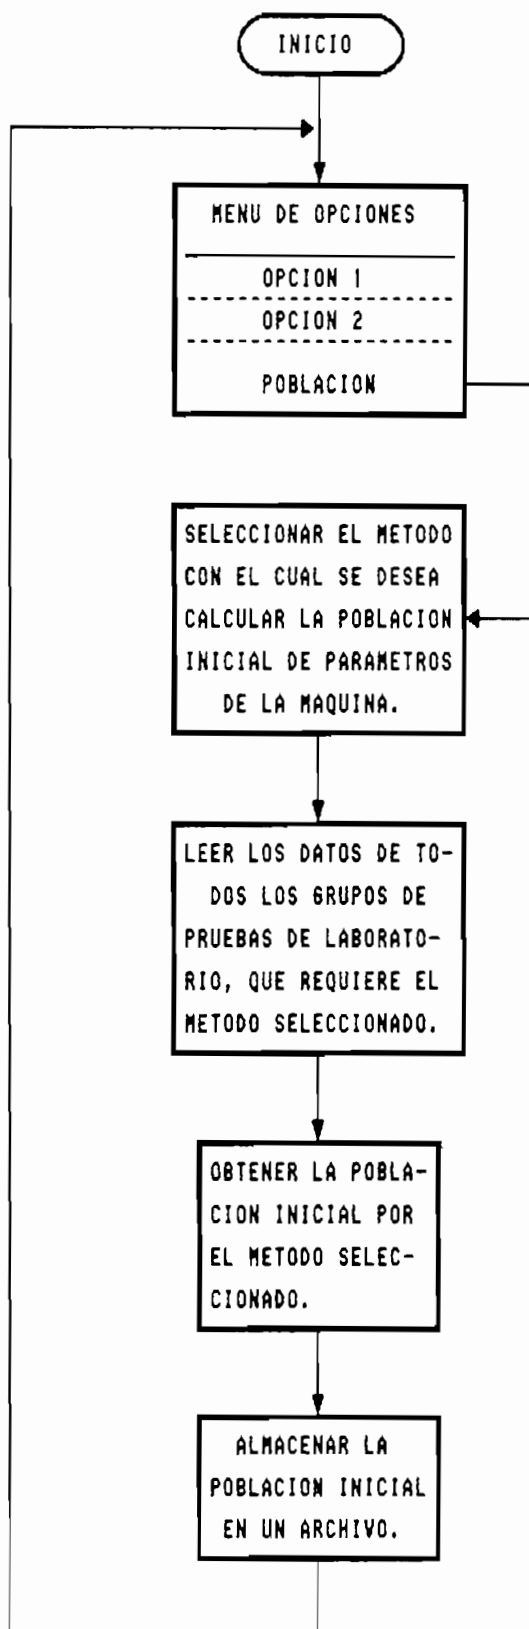 INICIO
MENU DE OPCIONES
OPCION 1
OPCION 2
POBLACION
SELECCIONAR EL METODO
CON EL CUAL SE DESEA
CALCULAR LA POBLACION
INICIAL DE PARAMETROS
DE LA MAQUINA.
LEER LOS DATOS DE TO-
DOS LOS GRUPOS DE
PRUEBAS DE LABORATO-
RIO, QUE REQUIERE EL
METODO SELECCIONADO.
OBTENER LA POBLA-
CION INICIAL POR
EL METODO SELEC-
CIONADO.
ALMACENAR LA
POBLACION INICIAL
EN UN ARCHIVO.